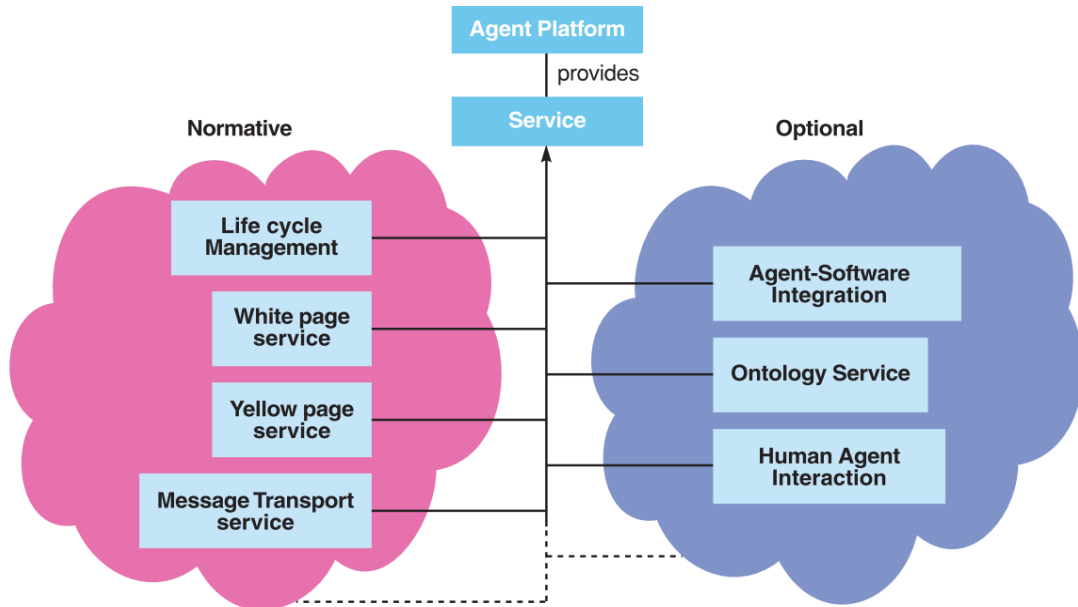 Agent Platform
provides
Service
Normative
Optional
Life cycle
Management
White page
service
Yellow page
service
Message Transport
service
Agent-Software
Integration
Ontology Service
Human Agent
Interaction